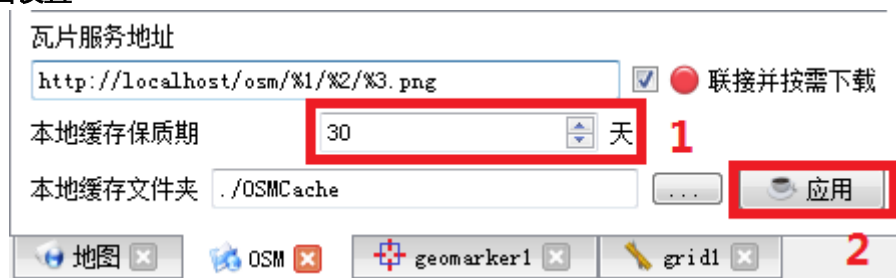 瓦片服务地址
http://localhost/osm/%1/%2/%3.png 联接并按需下载
本地缓存保质期 30 天 1
本地缓存文件夹 ./OSMCache ... 应用
地图 OSM geomarker1 grid1 2